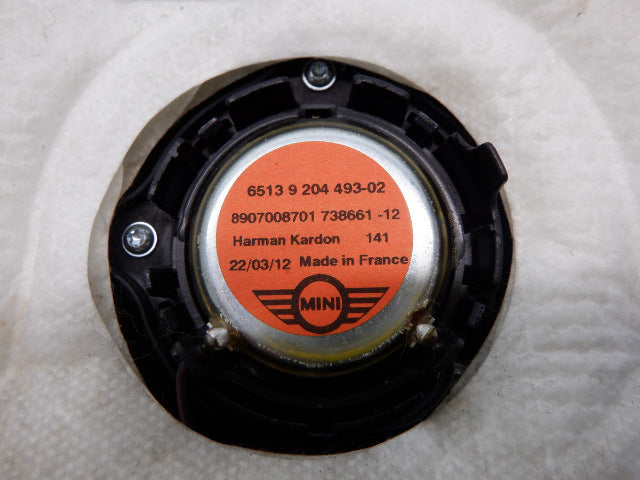 6513 9 204 493-02
8907008701 738661 -12
Harman Kardon 141
22/03/12 Made in France
MINI